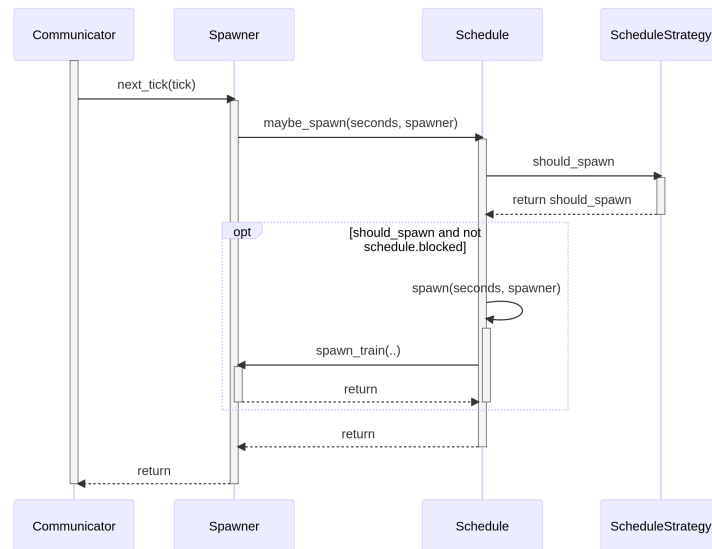 Communicator
Spawner
Schedule
ScheduleStrategy
next_tick(tick)
maybe_spawn(seconds, spawner)
should_spawn
return should_spawn
opt
[should_spawn and not
schedule.blocked]
spawn(seconds, spawner)
spawn_train(..)
return
return
return
Communicator
Spawner
Schedule
ScheduleStrategy